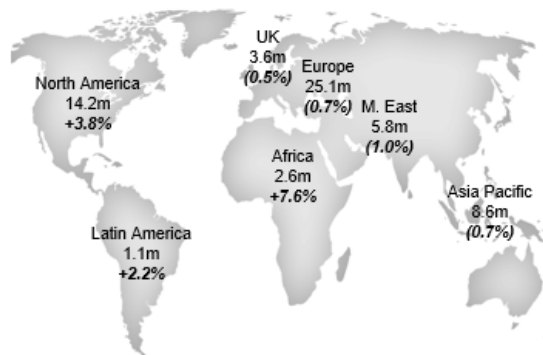 UK
3.6m
(0.5%)
Europe
25.1m
(0.7%)
North America
14.2m
+3.8%
M. East
5.8m
(1.0%)
Africa
2.6m
+7.6%
Asia Pacific
8.6m
(0.7%)
Latin America
1.1m
+2.2%